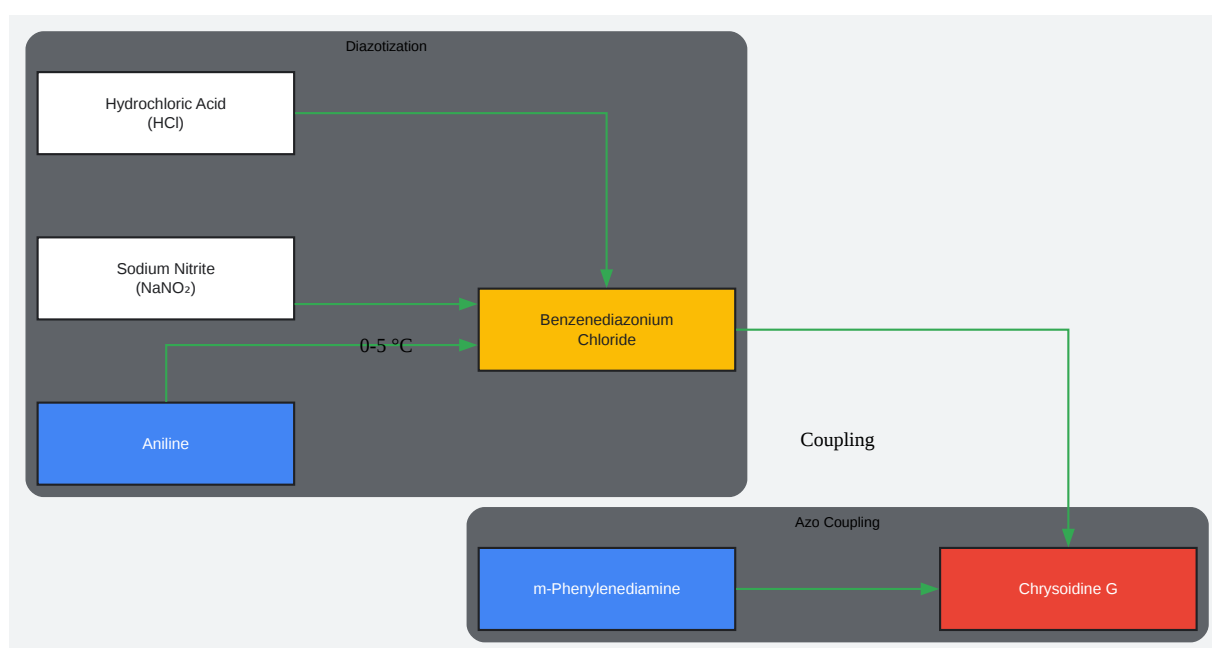 Diazotization
Hydrochloric Acid
(HCl)
Sodium Nitrite
(NaNO₂)
Benzenediazonium
Chloride
0-5 °C
Aniline
Coupling
Azo Coupling
m-Phenylenediamine
Chrysoidine G